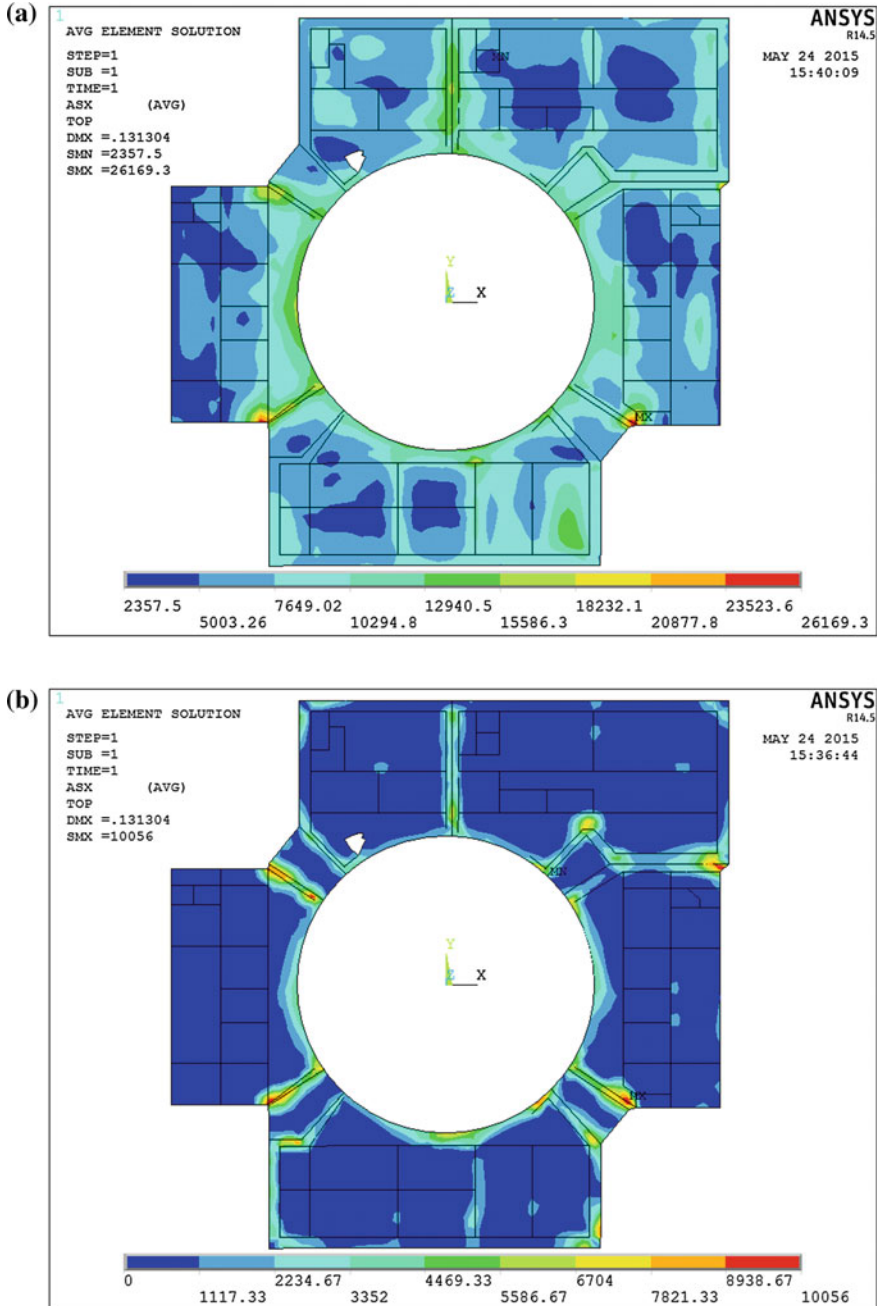 (a)
1
ANSYS
R14.5
AVG ELEMENT SOLUTION
STEP=1
SUB =1
TIME=1
ASX (AVG)
TOP
DMX =.131304
SMN =2357.5
SMX =26169.3
MAY 24 2015
15:40:09
MN
Y
Z X
MX
2357.5 7649.02 12940.5 18232.1 23523.6
5003.26 10294.8 15586.3 20877.8 26169.3
(b)
1
ANSYS
R14.5
AVG ELEMENT SOLUTION
STEP=1
SUB =1
TIME=1
ASX (AVG)
TOP
DMX =.131304
SMX =10056
MAY 24 2015
15:36:44
MN
Y
Z X
MX
0 2234.67 4469.33 6704 8938.67
1117.33 3352 5586.67 7821.33 10056